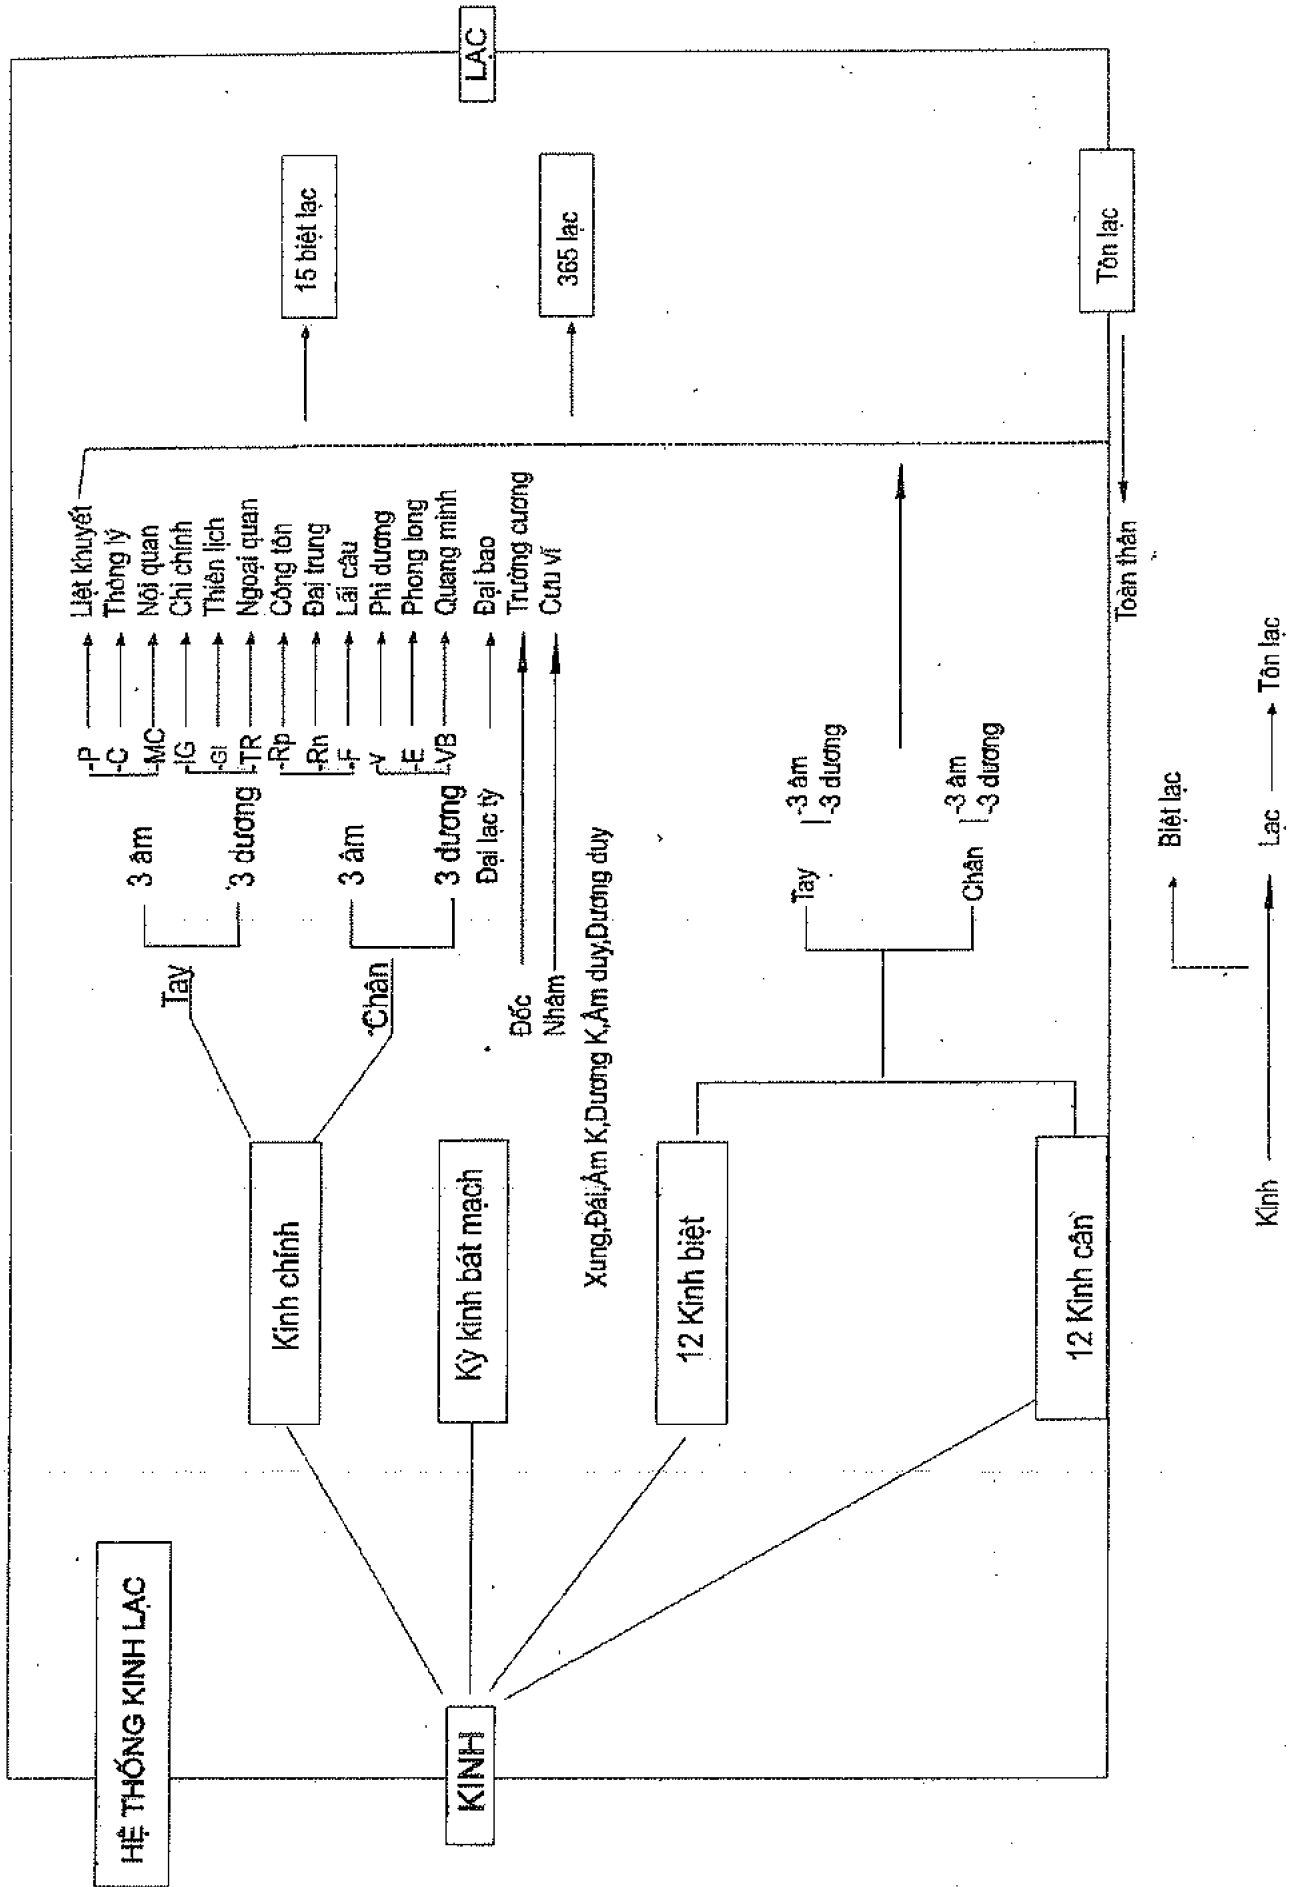 HỆ THỐNG KINH LẠC
KINH
Kinh chính
Tay
3 âm
-P
Liệt khuyết
-C
Thông lý
-MC
Nội quan
3 dương
-IG
Chi chính
-GI
Thiên lịch
-TR
Ngoại quan
Chân
3 âm
-Rp
Công tôn
-Rn
Đại trung
-F
Lãi câu
3 dương
-V
Phi dương
-E
Phong long
-VB
Quang minh
Đại lạc tỳ
Đại bao
Kỳ kinh bát mạch
Đốc
Trường cương
Nhâm
Cưu vĩ
Xung,Đái,Âm K,Dương K,Âm duy,Dương duy
12 Kinh biệt
12 Kinh cân
Tay
-3 âm
-3 dương
Chân
-3 âm
-3 dương
15 biệt lạc
365 lạc
LẠC
Tôn lạc
Toàn thân
Biệt lạc
Kinh
Lạc
Tôn lạc